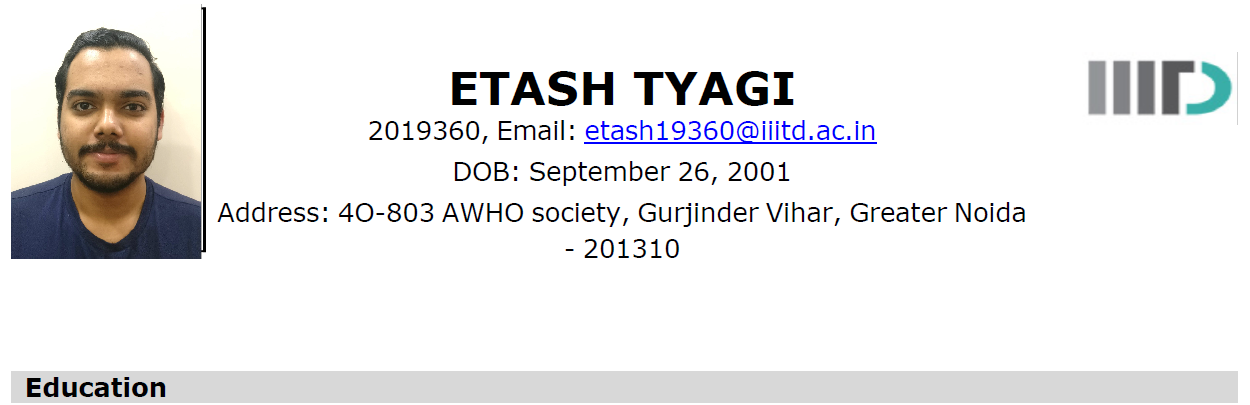 ETASH TYAGI
IIITD
2019360, Email: etash19360@iiitd.ac.in
DOB: September 26, 2001
Address: 4O-803 AWHO society, Gurjinder Vihar, Greater Noida
- 201310
Education